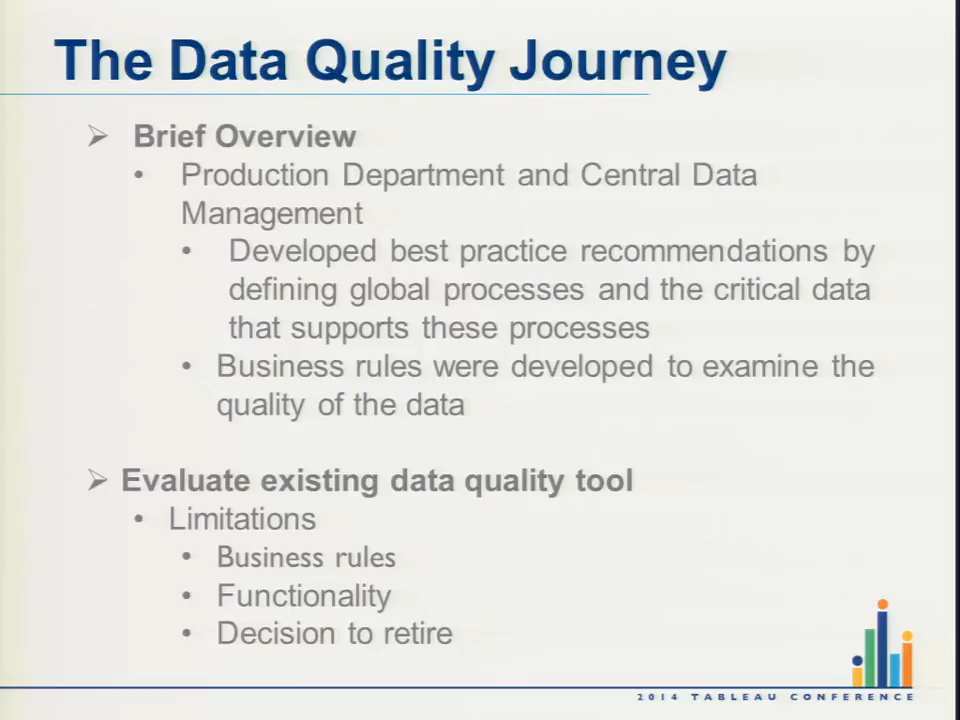 The Data Quality Journey
➢ Brief Overview
• Production Department and Central Data
Management
• Developed best practice recommendations by
defining global processes and the critical data
that supports these processes
• Business rules were developed to examine the
quality of the data
➢ Evaluate existing data quality tool
• Limitations
• Business rules
• Functionality
• Decision to retire
2014 TABLEAU CONFERENCE